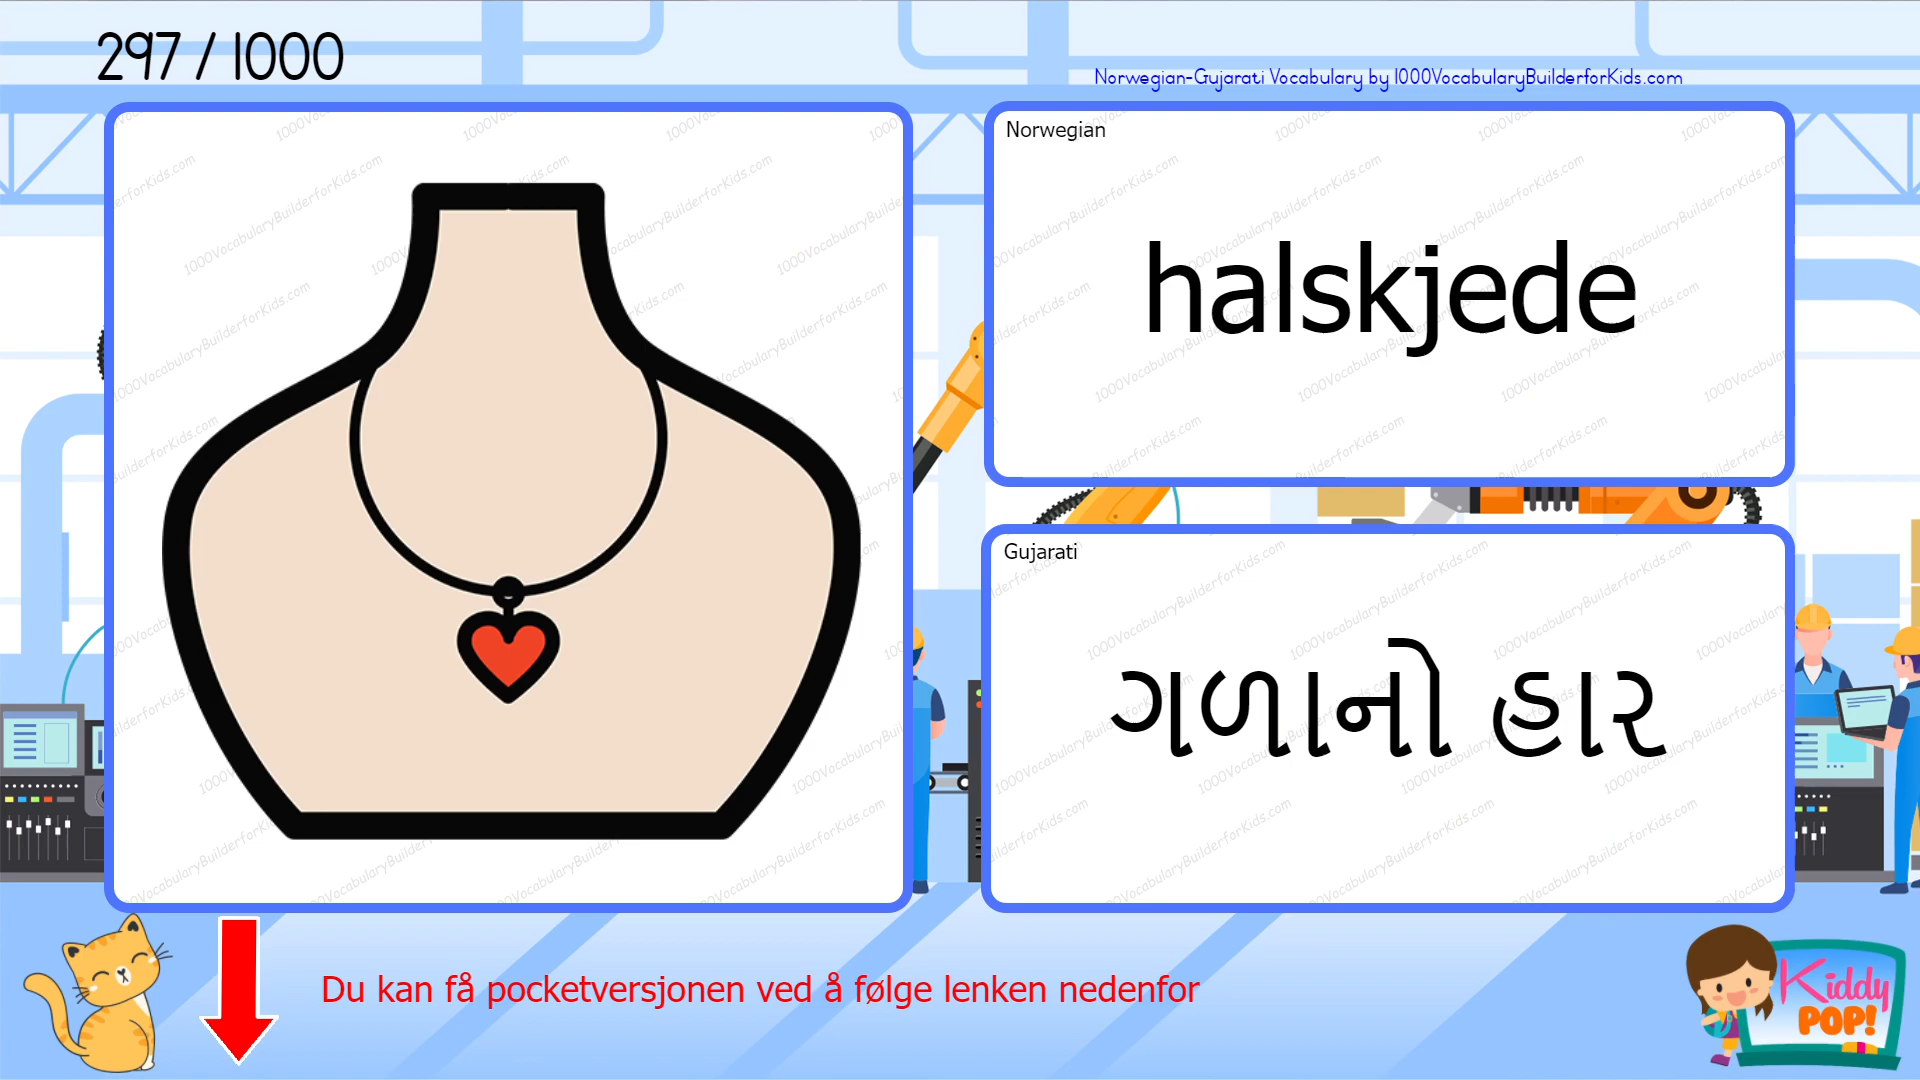 297 / 1000
Norwegian-Gujarati Vocabulary by 1000VocabularyBuilderforKids.com
Norwegian
halskjede
Gujarati
ગળાનો હાર
Du kan få pocketversjonen ved å følge lenken nedenfor
Kiddy
POP!